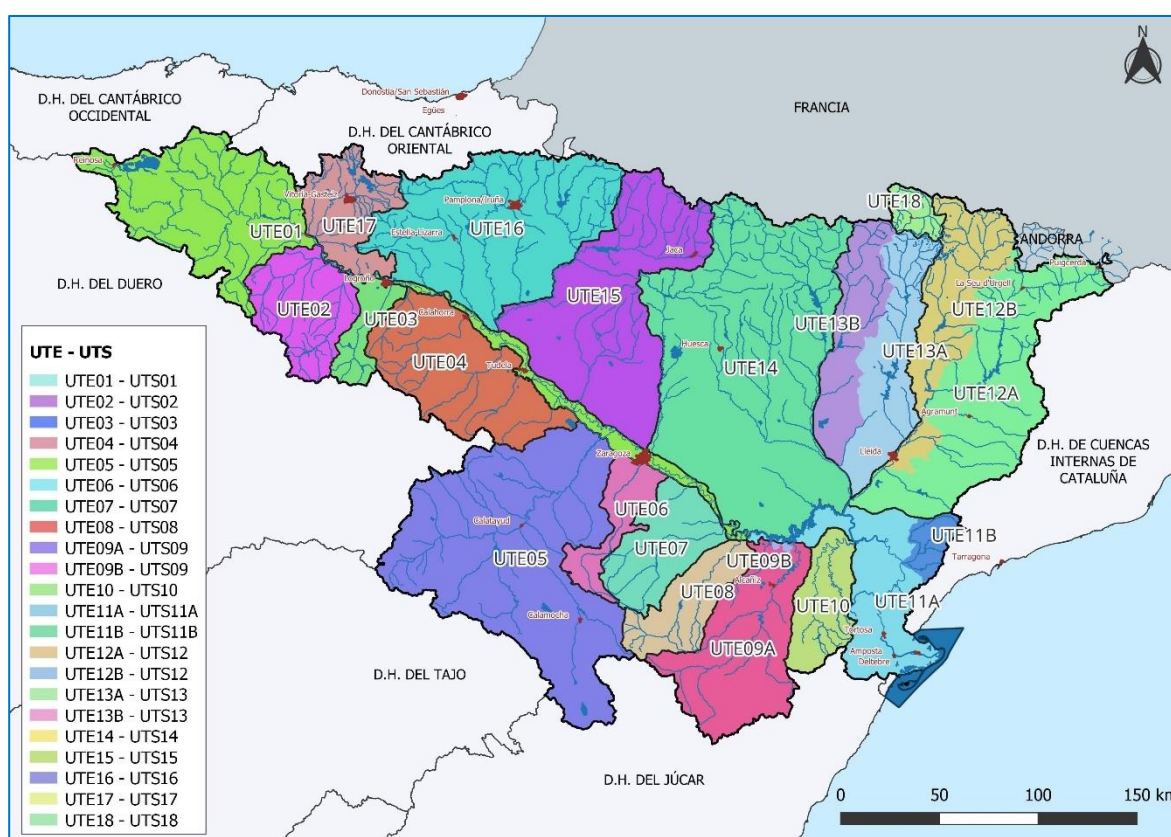 N
D.H. DEL CANTÁBRICO
OCCIDENTAL
Donostia/San Sebastián
Egües
FRANCIA
D.H. DEL CANTÁBRICO
ORIENTAL
Reinosa
Vitoria-Gasteiz
Pamplona/Iruña
UTE18
UTE17
UTE16
UTE01
Estella-Lizarra
ANDORRA
Puigcerda
Jaca
La Seu d'Urgell
D.H. DEL DUERO
Logroño
UTE15
UTE12B
UTE02
UTE03
Calahorra
UTE13B
Huesca
UTE14
UTE13A
UTE04
Tudela
UTE12A
Agramunt
D.H. DE CUENCAS
INTERNAS DE
CATALUÑA
Zaragoza
Lleida
UTE06
Calatayud
UTE05
UTE07
UTE11B
UTE09B
Tarragona
Alcañiz
UTE08
UTE10
UTE11A
Calamocha
Tortosa
UTE09A
Amposta
Deltebre
D.H. DEL TAJO
D.H. DEL JÚCAR
UTE - UTS
UTE01 - UTS01
UTE02 - UTS02
UTE03 - UTS03
UTE04 - UTS04
UTE05 - UTS05
UTE06 - UTS06
UTE07 - UTS07
UTE08 - UTS08
UTE09A - UTS09
UTE09B - UTS09
UTE10 - UTS10
UTE11A - UTS11A
UTE11B - UTS11B
UTE12A - UTS12
UTE12B - UTS12
UTE13A - UTS13
UTE13B - UTS13
UTE14 - UTS14
UTE15 - UTS15
UTE16 - UTS16
UTE17 - UTS17
UTE18 - UTS18
0 50 100 150 km